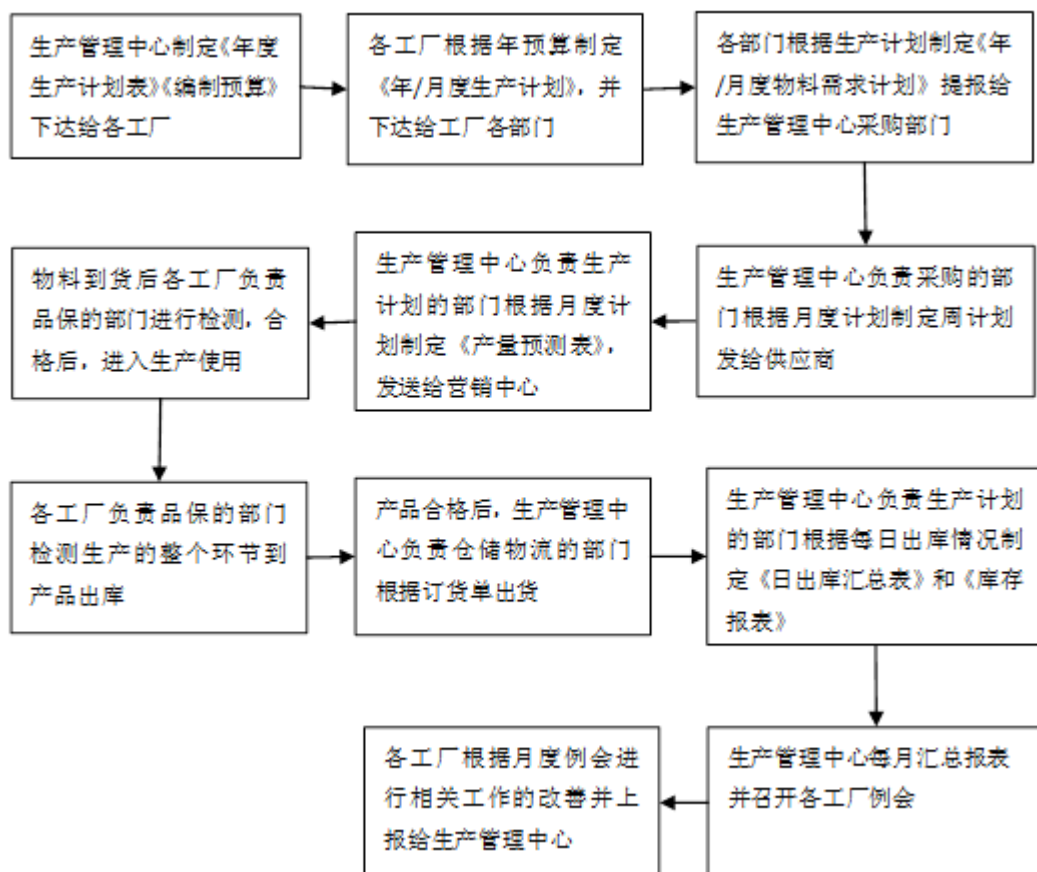 生产管理中心制定《年度
生产计划表》《编制预算》
下达给各工厂
各工厂根据年预算制定
《年/月度生产计划》，并
下达给工厂各部门
各部门根据生产计划制定《年
/月度物料需求计划》提报给
生产管理中心采购部门
生产管理中心负责采购的部
门根据月度计划制定周计划
发给供应商
生产管理中心负责生产
计划的部门根据月度计
划制定《产量预测表》，
发送给营销中心
物料到货后各工厂负责
品保的部门进行检测，合
格后，进入生产使用
各工厂负责品保的部门
检测生产的整个环节到
产品出库
产品合格后，生产管理中
心负责仓储物流的部门
根据订货单出货
生产管理中心负责生产计划
的部门根据每日出库情况制
定《日出库汇总表》和《库存
报表》
生产管理中心每月汇总报表
并召开各工厂例会
各工厂根据月度例会进
行相关工作的改善并上
报给生产管理中心